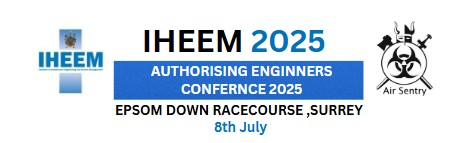 IHEEM
IHEEM 2025
AUTHORISING ENGINNERS
CONFERNCE 2025
EPSOM DOWN RACECOURSE ,SURREY
8th July
Air Sentry